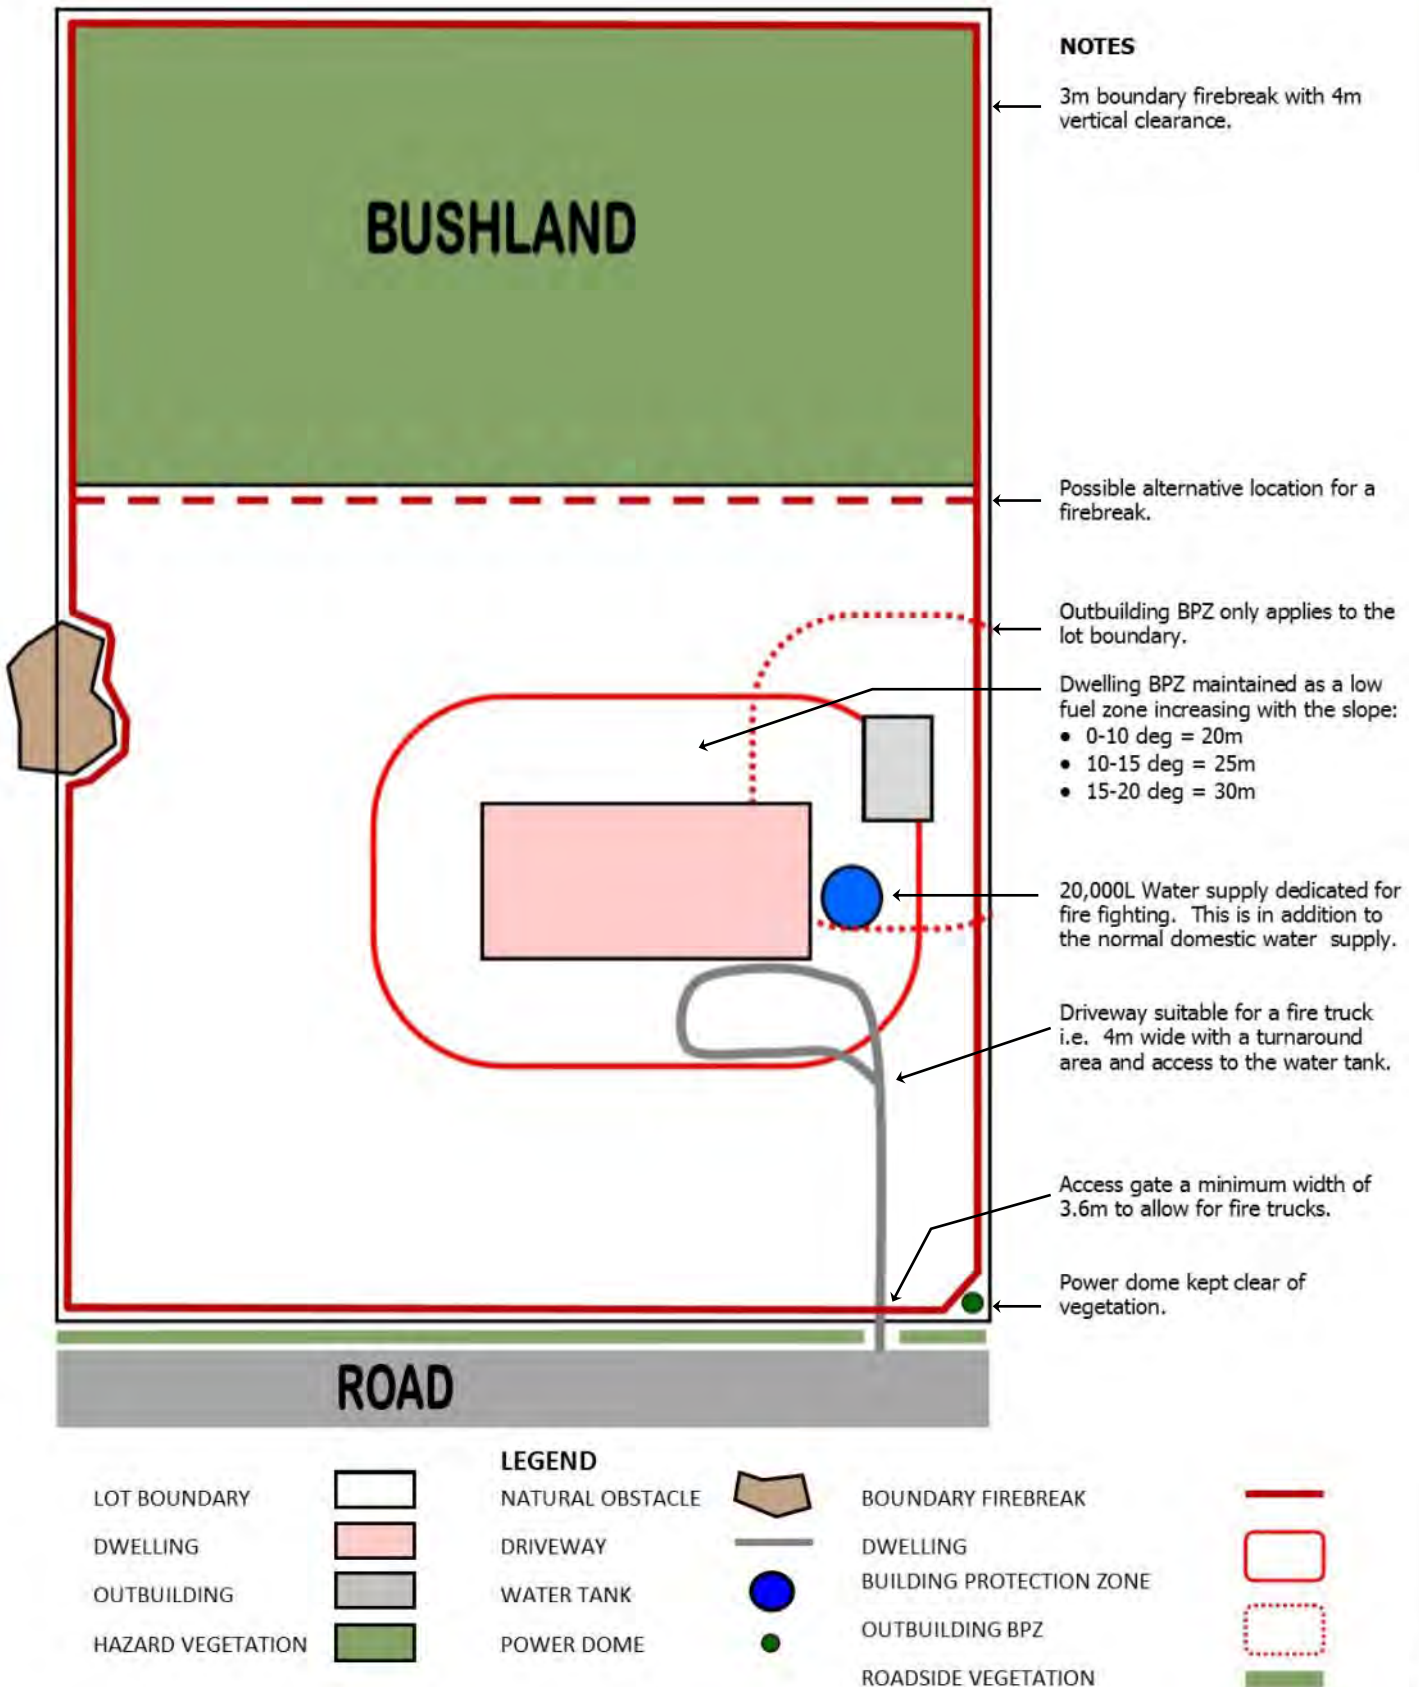 NOTES
3m boundary firebreak with 4m
vertical clearance.
BUSHLAND
Possible alternative location for a
firebreak.
Outbuilding BPZ only applies to the
lot boundary.
Dwelling BPZ maintained as a low
fuel zone increasing with the slope:
• 0-10 deg = 20m
• 10-15 deg = 25m
• 15-20 deg = 30m
20,000L Water supply dedicated for
fire fighting. This is in addition to
the normal domestic water supply.
Driveway suitable for a fire truck
i.e. 4m wide with a turnaround
area and access to the water tank.
Access gate a minimum width of
3.6m to allow for fire trucks.
Power dome kept clear of
vegetation.
ROAD
LEGEND
LOT BOUNDARY
DWELLING
OUTBUILDING
HAZARD VEGETATION
NATURAL OBSTACLE
DRIVEWAY
WATER TANK
POWER DOME
BOUNDARY FIREBREAK
DWELLING
BUILDING PROTECTION ZONE
OUTBUILDING BPZ
ROADSIDE VEGETATION